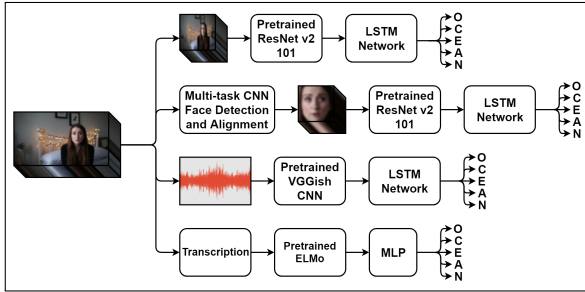 Pretrained
ResNet v2
101
LSTM
Network
O
C
E
A
N
Multi-task CNN
Face Detection
and Alignment
Pretrained
ResNet v2
101
LSTM
Network
O
C
E
A
N
Pretrained
VGGish
CNN
LSTM
Network
O
C
E
A
N
Transcription
Pretrained
ELMo
MLP
O
C
E
A
N